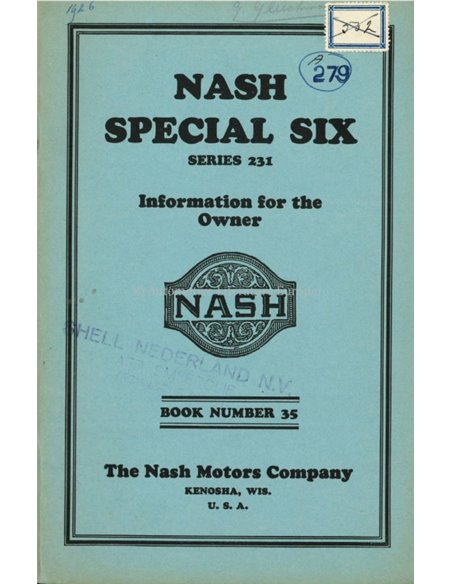 1926
332
A
279
NASH
SPECIAL SIX
SERIES 231
Information for the
Owner
NASH
SHELL NEDERLAND N.V.
BOOK NUMBER 35
The Nash Motors Company
KENOSHA, WIS.
U. S. A.